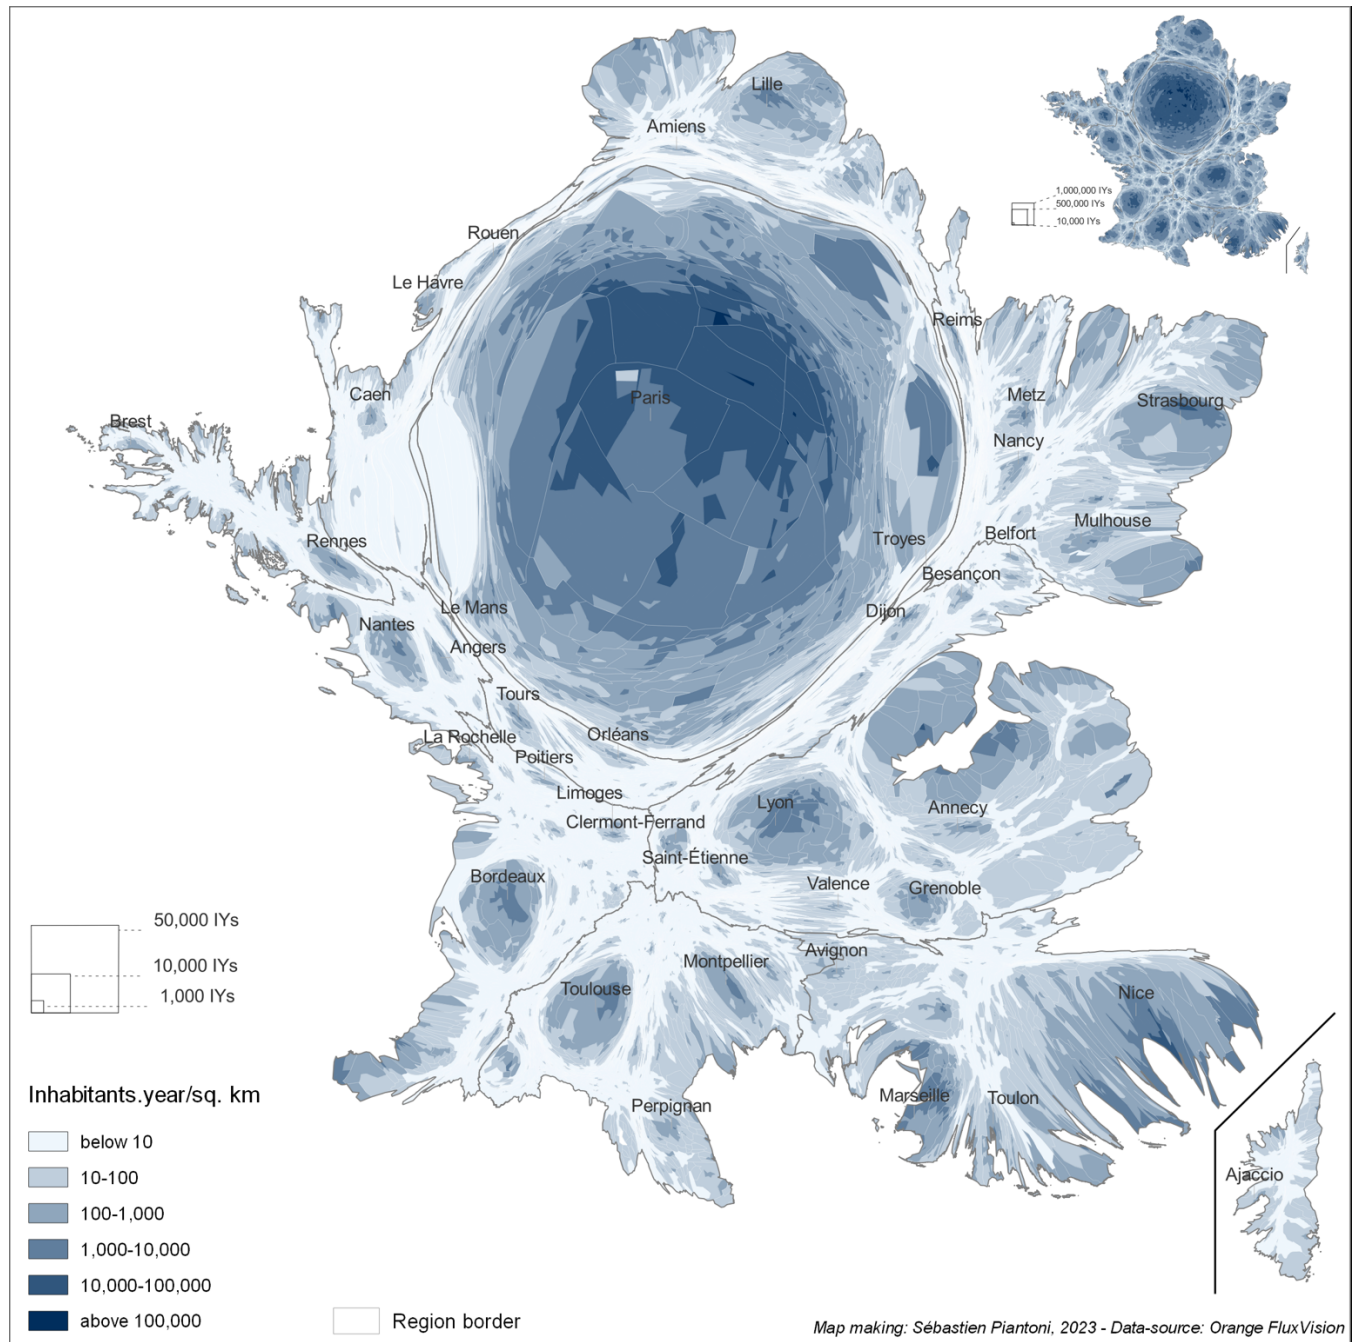 Lille
Amiens
1,000,000 IYs
500,000 IYs
10,000 IYs
Rouen
Le Havre
Reims
Caen
Paris
Metz
Strasbourg
Brest
Nancy
Rennes
Troyes
Belfort
Mulhouse
Besançon
Le Mans
Dijon
Nantes
Angers
Tours
La Rochelle
Orléans
Poitiers
Limoges
Lyon
Annecy
Clermont-Ferrand
Saint-Étienne
Bordeaux
Valence
Grenoble
50,000 IYs
10,000 IYs
1,000 IYs
Avignon
Montpellier
Toulouse
Nice
Marseille
Toulon
Perpignan
Ajaccio
Inhabitants.year/sq. km
below 10
10-100
100-1,000
1,000-10,000
10,000-100,000
above 100,000
Region border
Map making: Sébastien Piantoni, 2023 - Data-source: Orange FluxVision